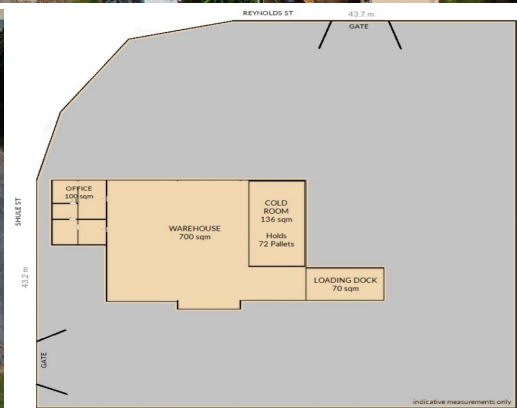 REYNOLDS ST
43.7 m
GATE
OFFICE
100 sqm
SHULE ST
WAREHOUSE
700 sqm
COLD
ROOM
136 sqm
Holds
72 Pallets
LOADING DOCK
70 sqm
43.2 m
GATE
indicative measurements only